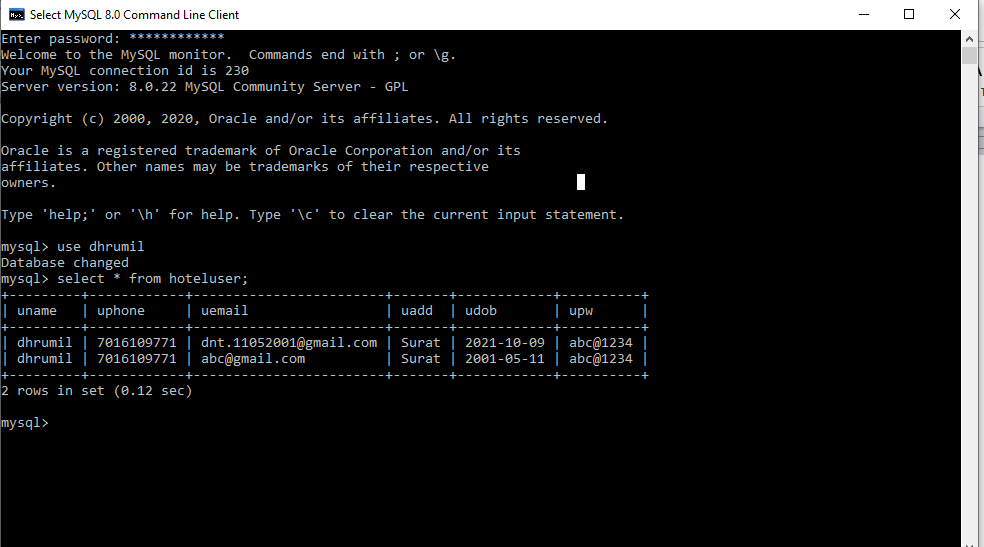 Select MySQL 8.0 Command Line Client
Enter password: ************
Welcome to the MySQL monitor.  Commands end with ; or \g.
Your MySQL connection id is 230
Server version: 8.0.22 MySQL Community Server - GPL

Copyright (c) 2000, 2020, Oracle and/or its affiliates. All rights reserved.

Oracle is a registered trademark of Oracle Corporation and/or its
affiliates. Other names may be trademarks of their respective
owners.

Type 'help;' or '\h' for help. Type '\c' to clear the current input statement.

mysql> use dhrumil
Database changed
mysql> select * from hoteluser;
+---------+------------+------------------------+-------+------------+----------+
| uname   | uphone     | uemail                 | uadd  | udob       | upw      |
+---------+------------+------------------------+-------+------------+----------+
| dhrumil | 7016109771 | dnt.11052001@gmail.com | Surat | 2021-10-09 | abc@1234 |
| dhrumil | 7016109771 | abc@gmail.com          | Surat | 2001-05-11 | abc@1234 |
+---------+------------+------------------------+-------+------------+----------+
2 rows in set (0.12 sec)

mysql>